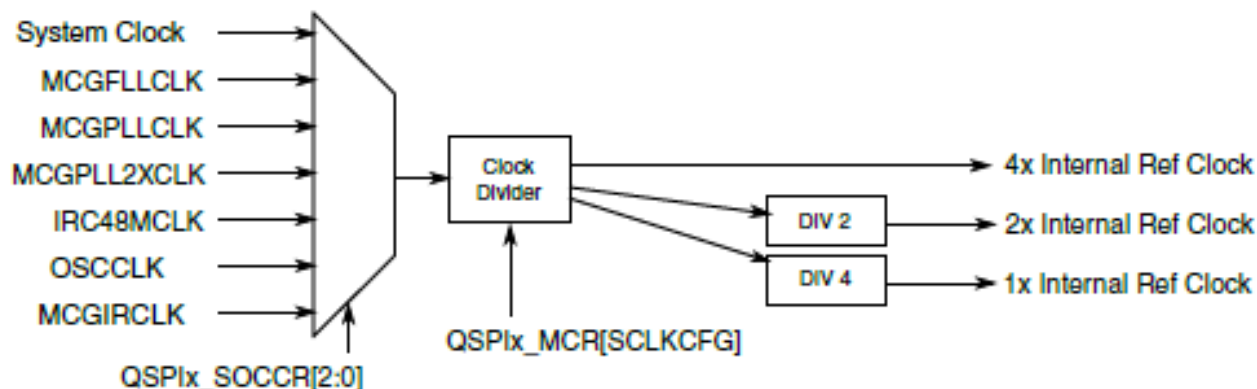 System Clock
MCGFLLCLK
MCGPLLCLK
MCGPLL2XCLK
IRC48MCLK
OSCCLK
MCGIRCLK
QSPIx_SOCCR[2:0]
Clock
Divider
QSPIx_MCR[SCLKCFG]
DIV 2
DIV 4
4x Internal Ref Clock
2x Internal Ref Clock
1x Internal Ref Clock